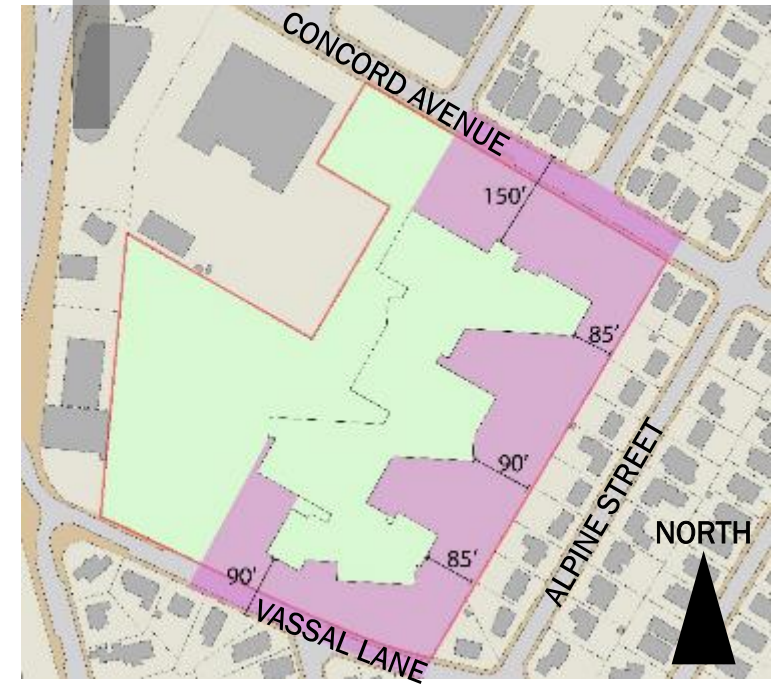 CONCORD AVENUE
150'
85'
90'
85'
90'
ALPINE STREET
NORTH
VASSAL LANE